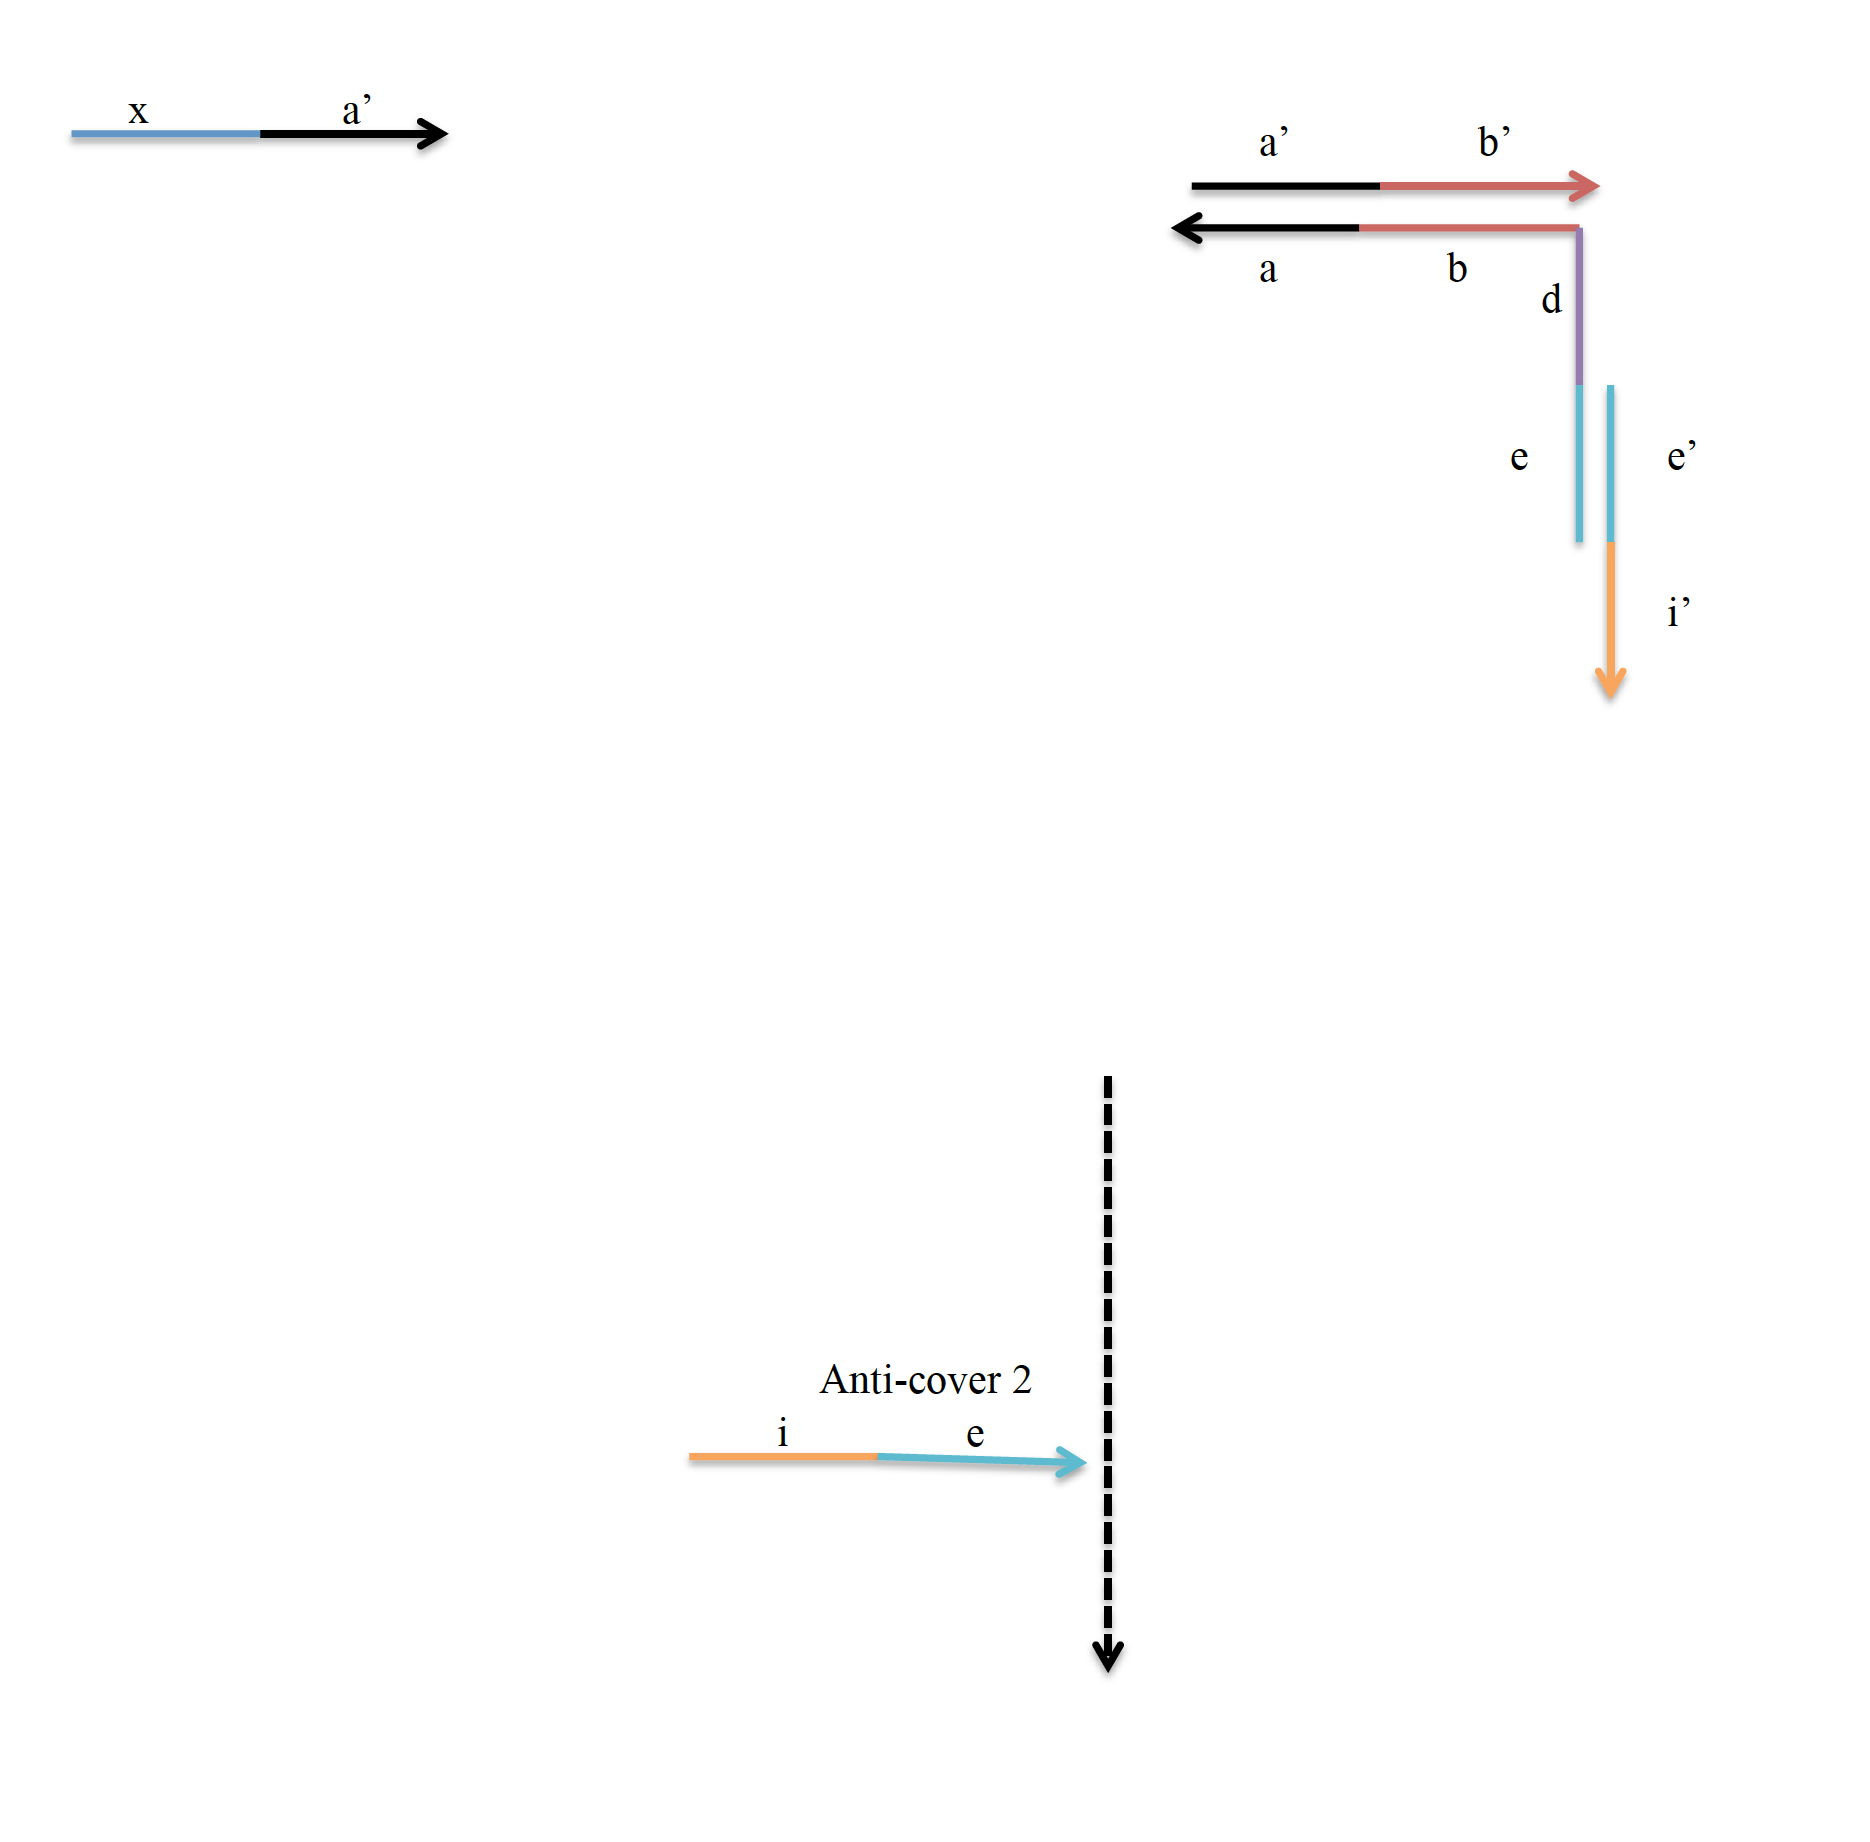 x a’
a’ b’
a b
d
e e’
i’
Anti-cover 2
i e